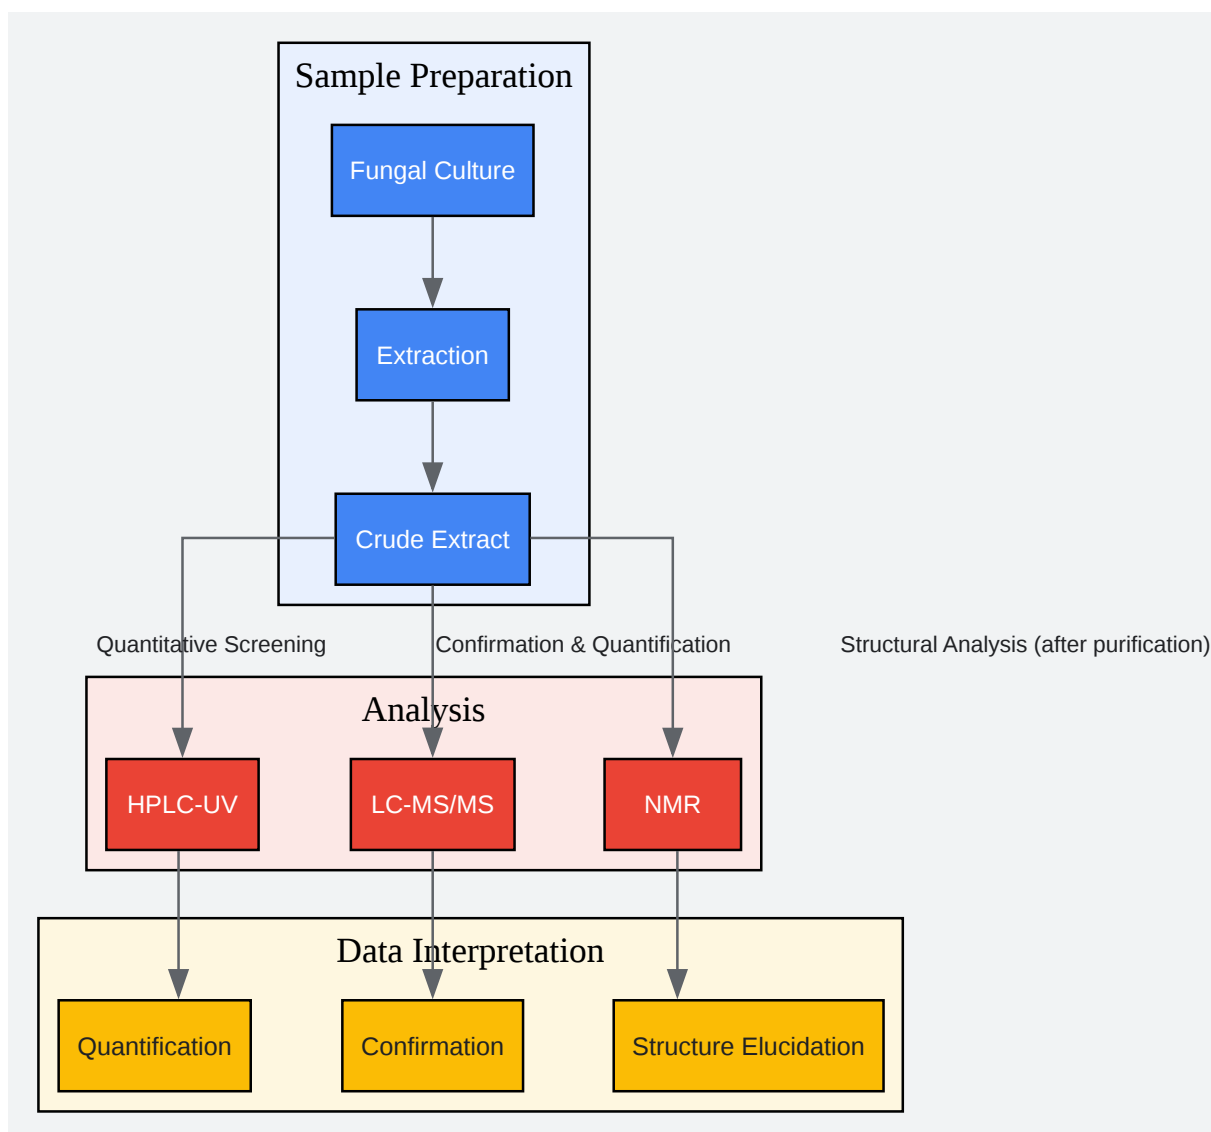 Sample Preparation
Fungal Culture
Extraction
Crude Extract
Quantitative Screening
Confirmation & Quantification
Structural Analysis (after purification)
Analysis
HPLC-UV
LC-MS/MS
NMR
Data Interpretation
Quantification
Confirmation
Structure Elucidation